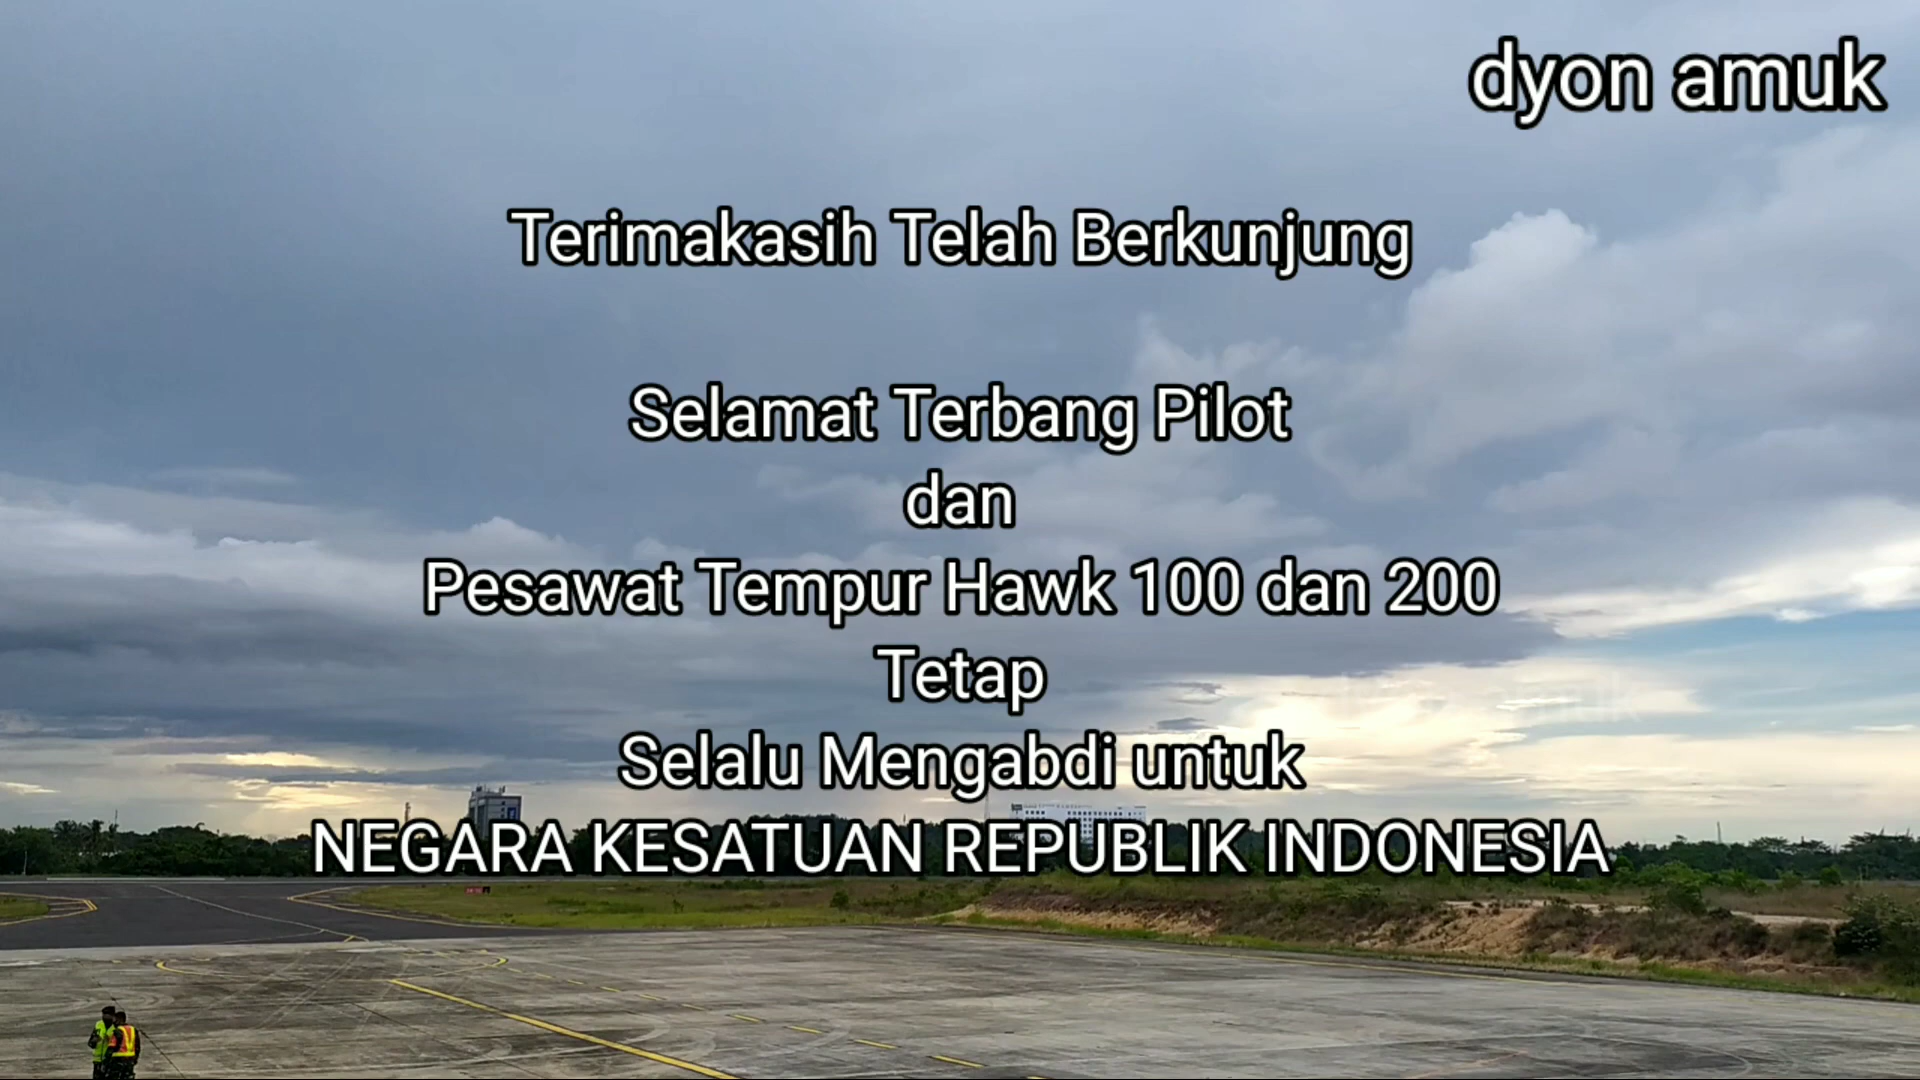 dyon amuk
Terimakasih Telah Berkunjung
Selamat Terbang Pilot
dan
Pesawat Tempur Hawk 100 dan 200
Tetap
Selalu Mengabdi untuk
NEGARA KESATUAN REPUBLIK INDONESIA